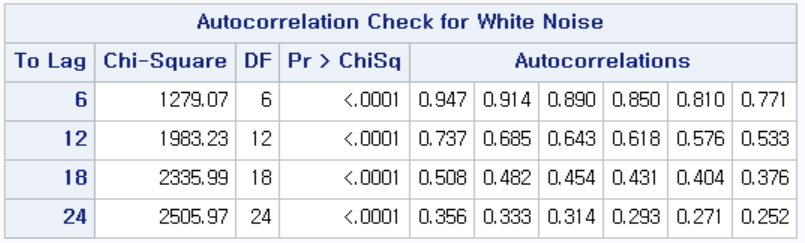 Autocorrelation Check for White Noise
To Lag Chi-Square DF Pr > ChiSq Autocorrelations
6 1279.07 6 <.0001 0.947 0.914 0.890 0.850 0.810 0.771
12 1983.23 12 <.0001 0.737 0.685 0.643 0.618 0.576 0.533
18 2335.99 18 <.0001 0.508 0.482 0.454 0.431 0.404 0.376
24 2505.97 24 <.0001 0.356 0.333 0.314 0.293 0.271 0.252